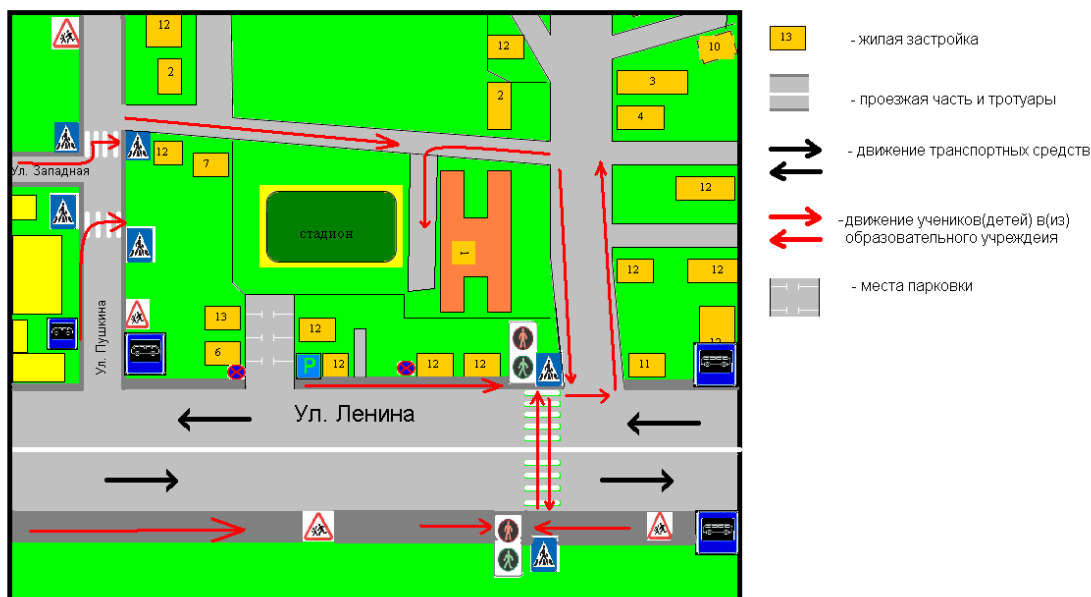 12
2
12
2
10
3
4
12
7
Ул. Западная
12
стадион
1
12
12
Ул. Пушкина
13
12
6
P
12
12
12
11
12
Ул. Ленина
13
- жилая застройка
- проезжая часть и тротуары
- движение транспортных средств
-движение учеников(детей) в(из)
образовательного учреждеия
- места парковки